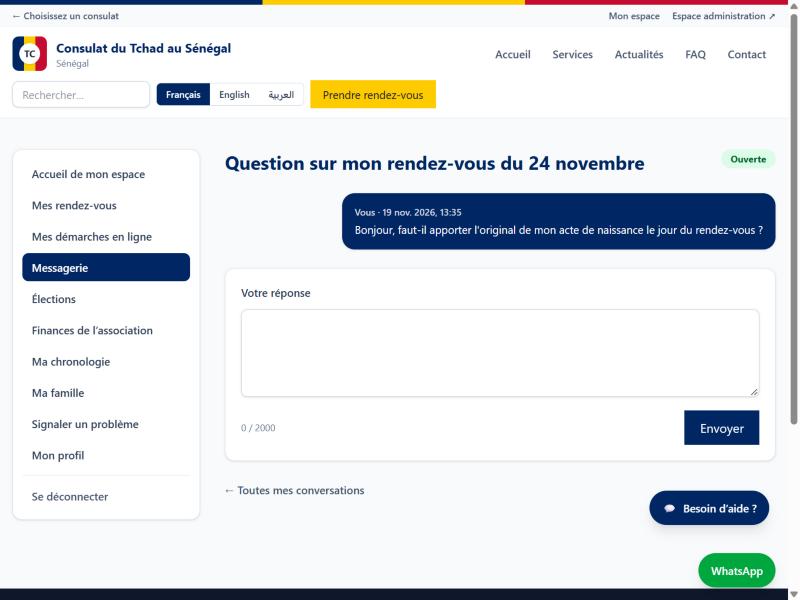 ← Choisissez un consulat
Mon espace
Espace administration ↗
TC
Consulat du Tchad au Sénégal
Sénégal
Accueil
Services
Actualités
FAQ
Contact
Rechercher...
Français
English
العربية
Prendre rendez-vous
Accueil de mon espace
Mes rendez-vous
Mes démarches en ligne
Messagerie
Élections
Finances de l'association
Ma chronologie
Ma famille
Signaler un problème
Mon profil
Se déconnecter
Question sur mon rendez-vous du 24 novembre
Ouverte
Vous · 19 nov. 2026, 13:35
Bonjour, faut-il apporter l'original de mon acte de naissance le jour du rendez-vous ?
Votre réponse
0 / 2000
Envoyer
← Toutes mes conversations
Besoin d'aide ?
WhatsApp